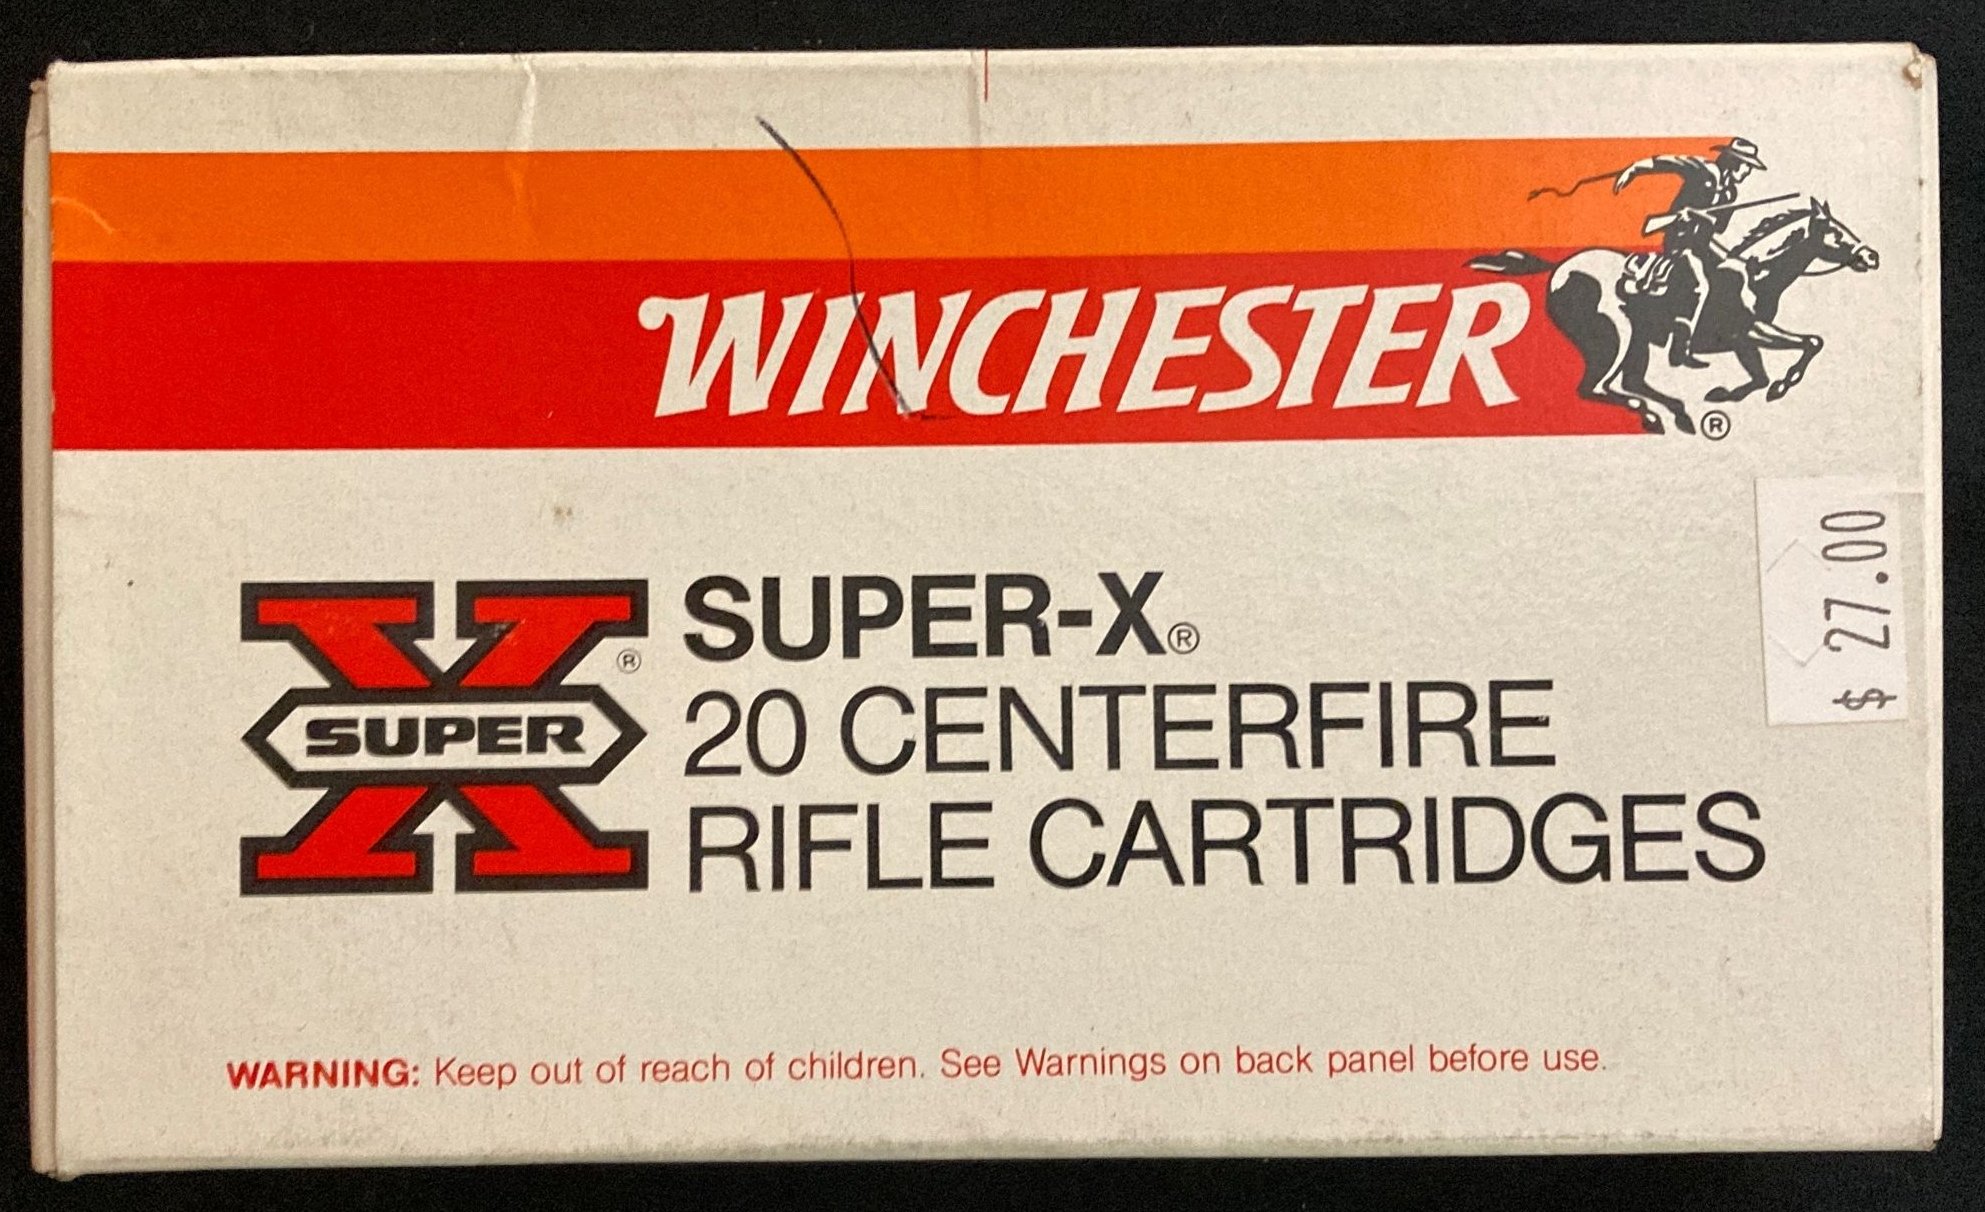 WINCHESTER
®
$ 27.00
SUPER
®
SUPER-X®
20 CENTERFIRE
RIFLE CARTRIDGES
WARNING: Keep out of reach of children. See Warnings on back panel before use.